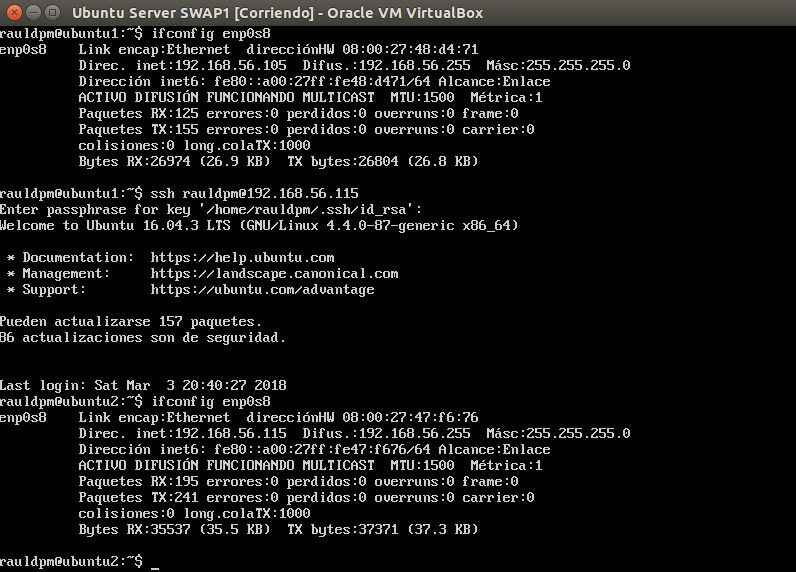 Ubuntu Server SWAP1 [Corriendo] - Oracle VM VirtualBox
rauldpm@ubuntu1:~$ ifconfig enp0s8
enp0s8    Link encap:Ethernet  direcciónHW 08:00:27:48:d4:71
          Direc. inet:192.168.56.105  Difus.:192.168.56.255  Másc:255.255.255.0
          Dirección inet6: fe80::a00:27ff:fe48:d471/64 Alcance:Enlace
          ACTIVO DIFUSIÓN FUNCIONANDO MULTICAST  MTU:1500  Métrica:1
          Paquetes RX:125 errores:0 perdidos:0 overruns:0 frame:0
          Paquetes TX:155 errores:0 perdidos:0 overruns:0 carrier:0
          colisiones:0 long.colaTX:1000
          Bytes RX:26974 (26.9 KB)  TX bytes:26804 (26.8 KB)
rauldpm@ubuntu1:~$ ssh rauldpm@192.168.56.115
Enter passphrase for key '/home/rauldpm/.ssh/id_rsa':
Welcome to Ubuntu 16.04.3 LTS (GNU/Linux 4.4.0-87-generic x86_64)
 * Documentation:  https://help.ubuntu.com
 * Management:     https://landscape.canonical.com
 * Support:        https://ubuntu.com/advantage
Pueden actualizarse 157 paquetes.
86 actualizaciones son de seguridad.
Last login: Sat Mar  3 20:40:27 2018
rauldpm@ubuntu2:~$ ifconfig enp0s8
enp0s8    Link encap:Ethernet  direcciónHW 08:00:27:47:f6:76
          Direc. inet:192.168.56.115  Difus.:192.168.56.255  Másc:255.255.255.0
          Dirección inet6: fe80::a00:27ff:fe47:f676/64 Alcance:Enlace
          ACTIVO DIFUSIÓN FUNCIONANDO MULTICAST  MTU:1500  Métrica:1
          Paquetes RX:195 errores:0 perdidos:0 overruns:0 frame:0
          Paquetes TX:241 errores:0 perdidos:0 overruns:0 carrier:0
          colisiones:0 long.colaTX:1000
          Bytes RX:35537 (35.5 KB)  TX bytes:37371 (37.3 KB)
rauldpm@ubuntu2:~$ _